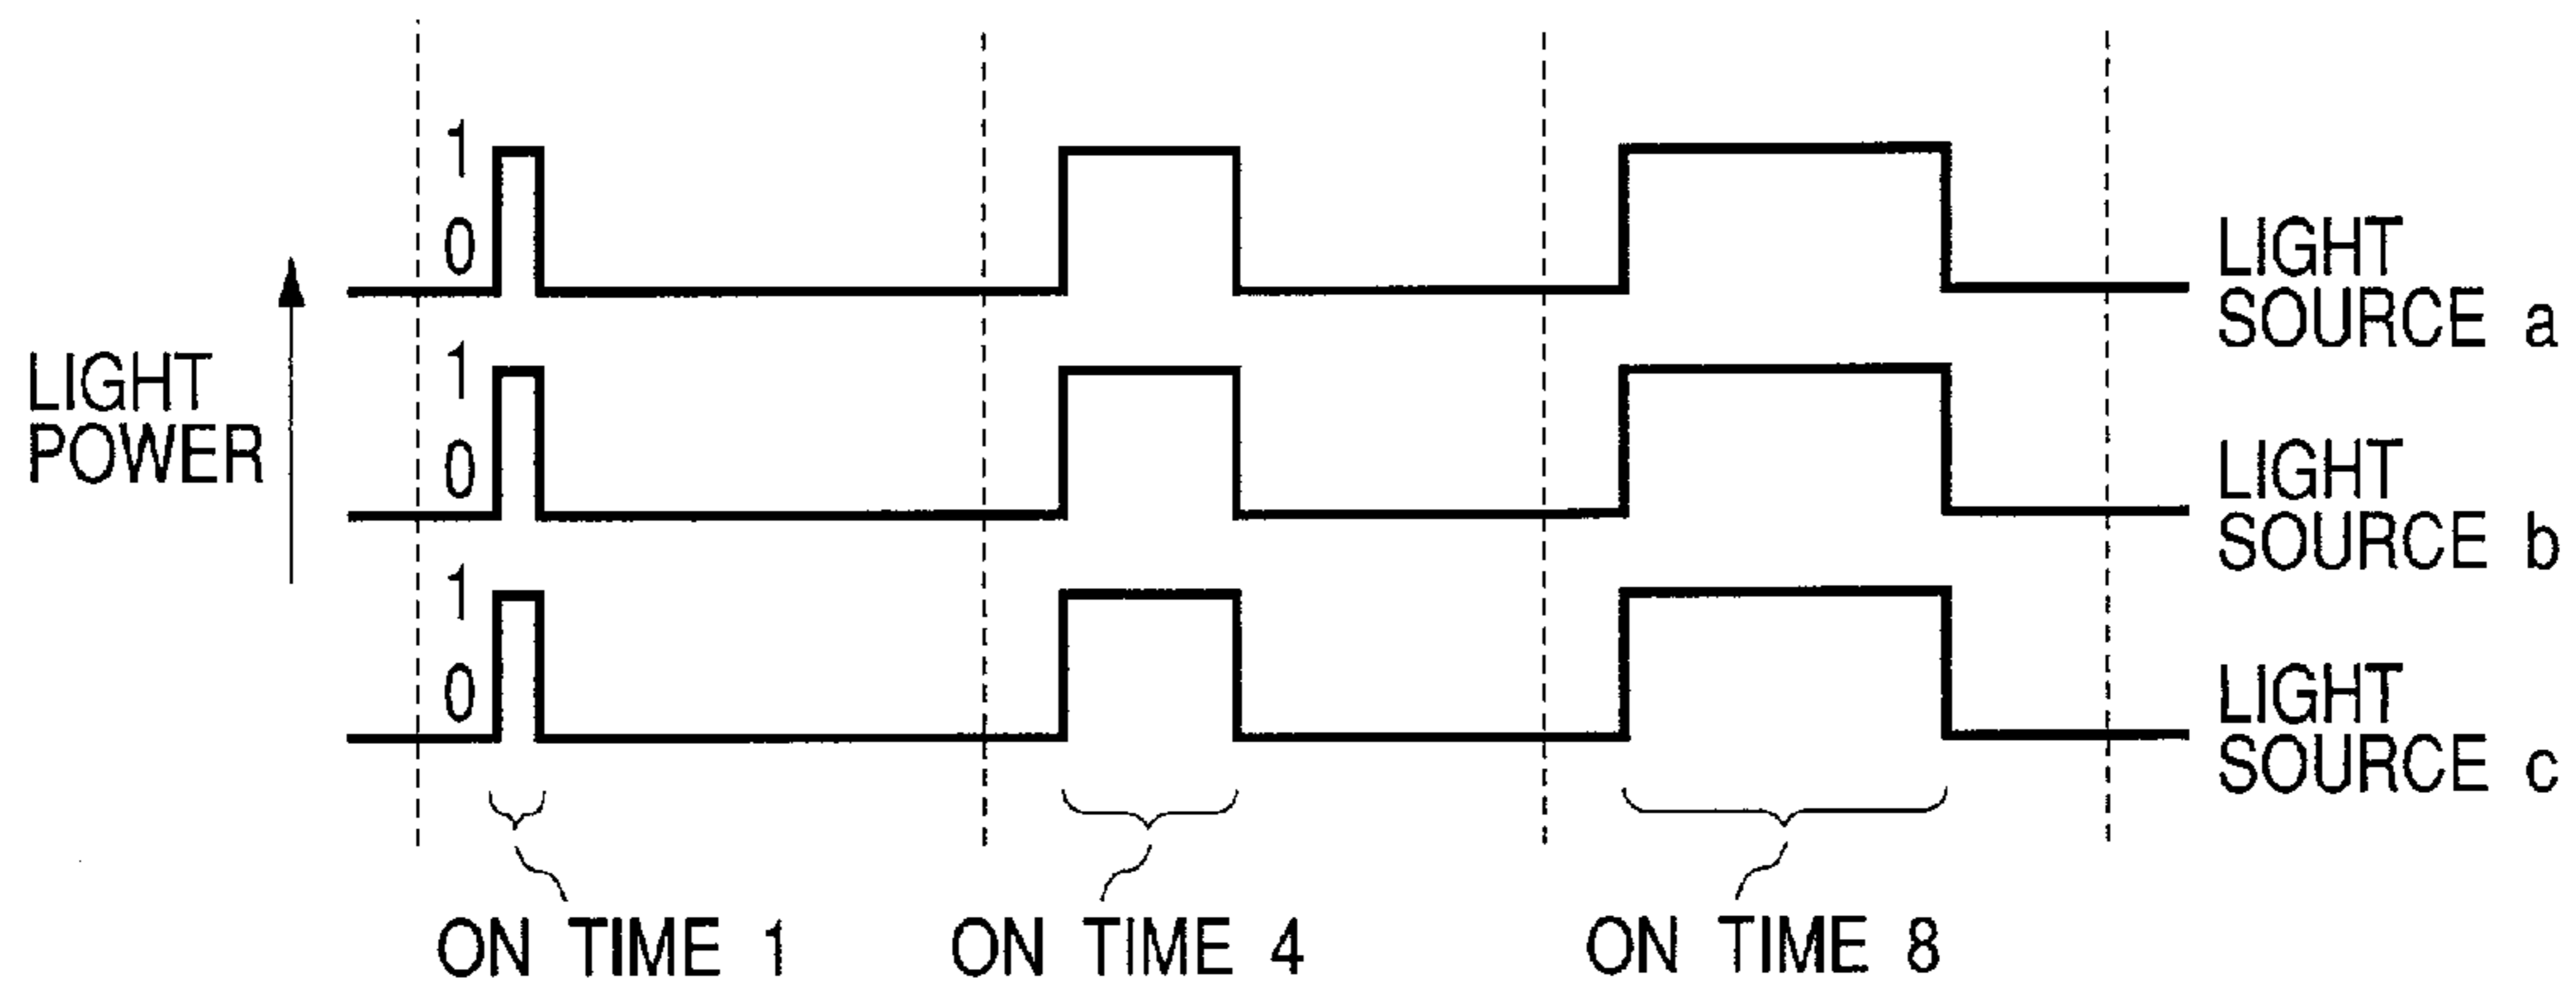 1
0
LIGHT
SOURCE a
LIGHT
POWER
1
0
LIGHT
SOURCE b
1
0
LIGHT
SOURCE c
ON TIME 1
ON TIME 4
ON TIME 8